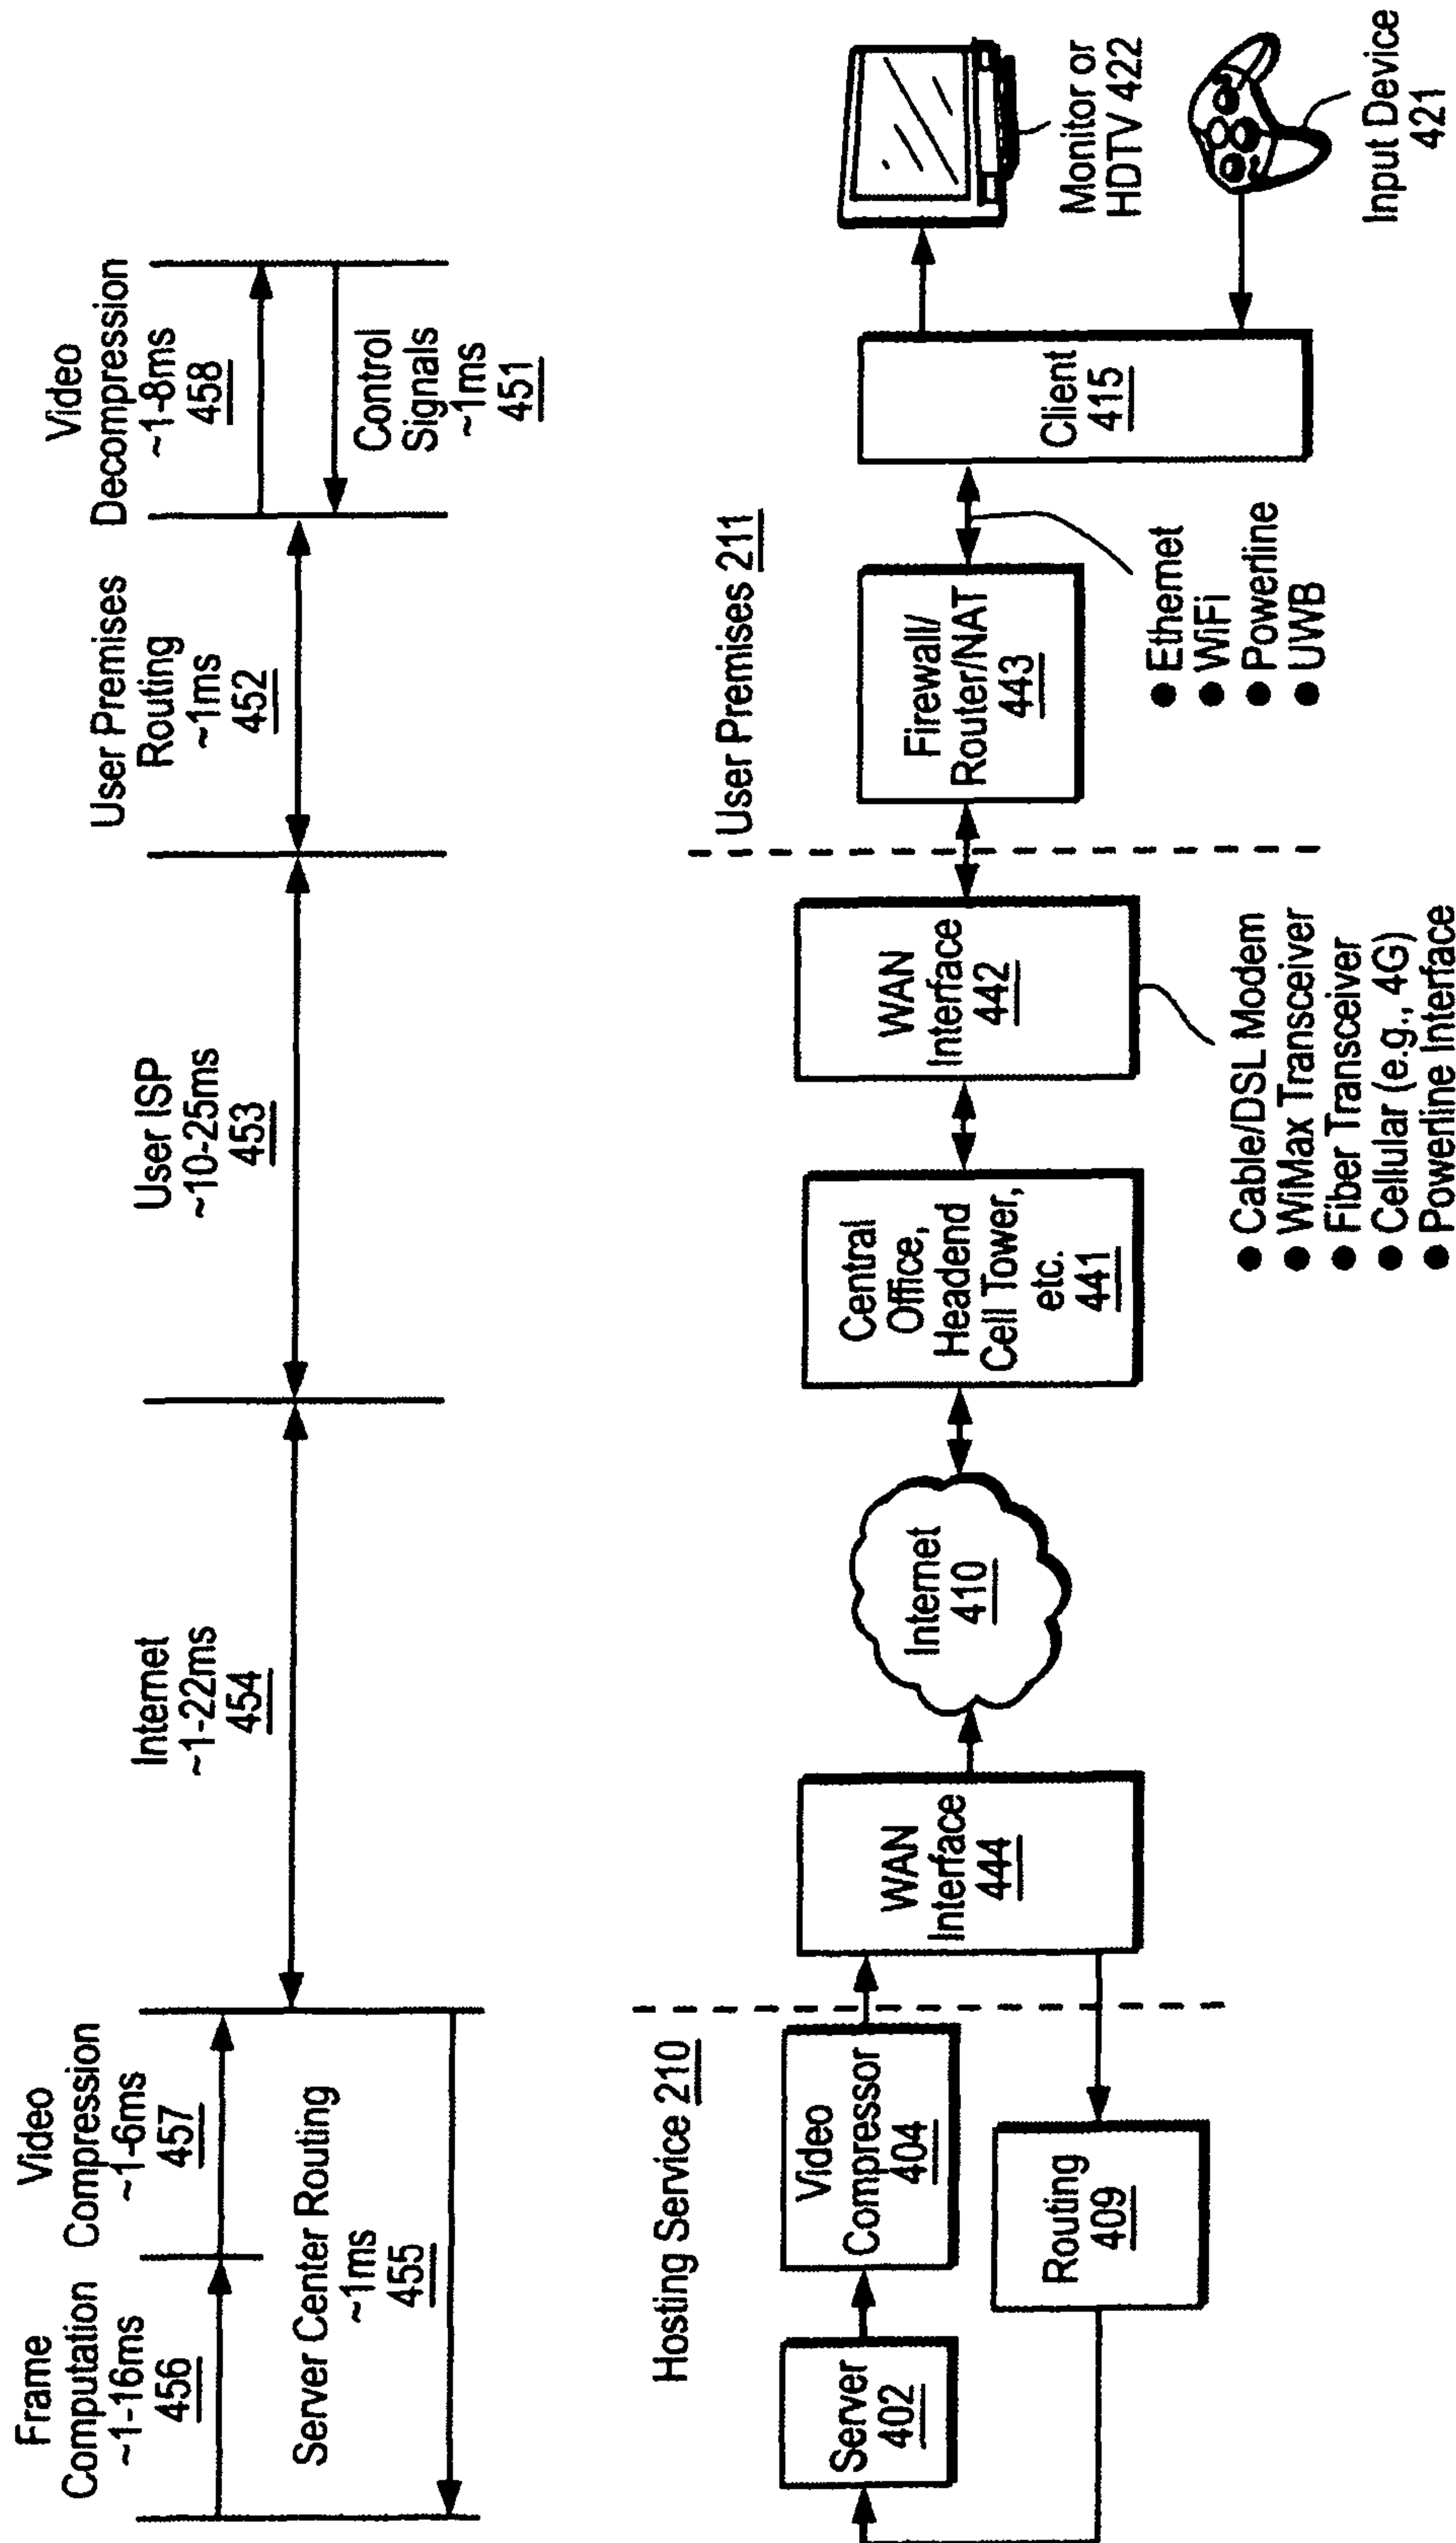 Frame
Computation
~1-16ms
456
Video
Compression
~1-6ms
457
Server Center Routing
~1ms
455
Internet
~1-22ms
454
User ISP
~10-25ms
453
User Premises
Routing
~1ms
452
Video
Decompression
~1-8ms
458
Control
Signals
~1ms
451
Hosting Service 210
Server
402
Video
Compressor
404
Routing
409
WAN
Interface
444
Internet
410
Central
Office,
Headend
Cell Tower,
etc.
441
WAN
Interface
442
● Cable/DSL Modem
● WiMax Transceiver
● Fiber Transceiver
● Cellular (e.g., 4G)
● Powerline Interface
User Premises 211
Firewall/
Router/NAT
443
● Ethernet
● WiFi
● Powerline
● UWB
Client
415
Monitor or
HDTV 422
Input Device
421